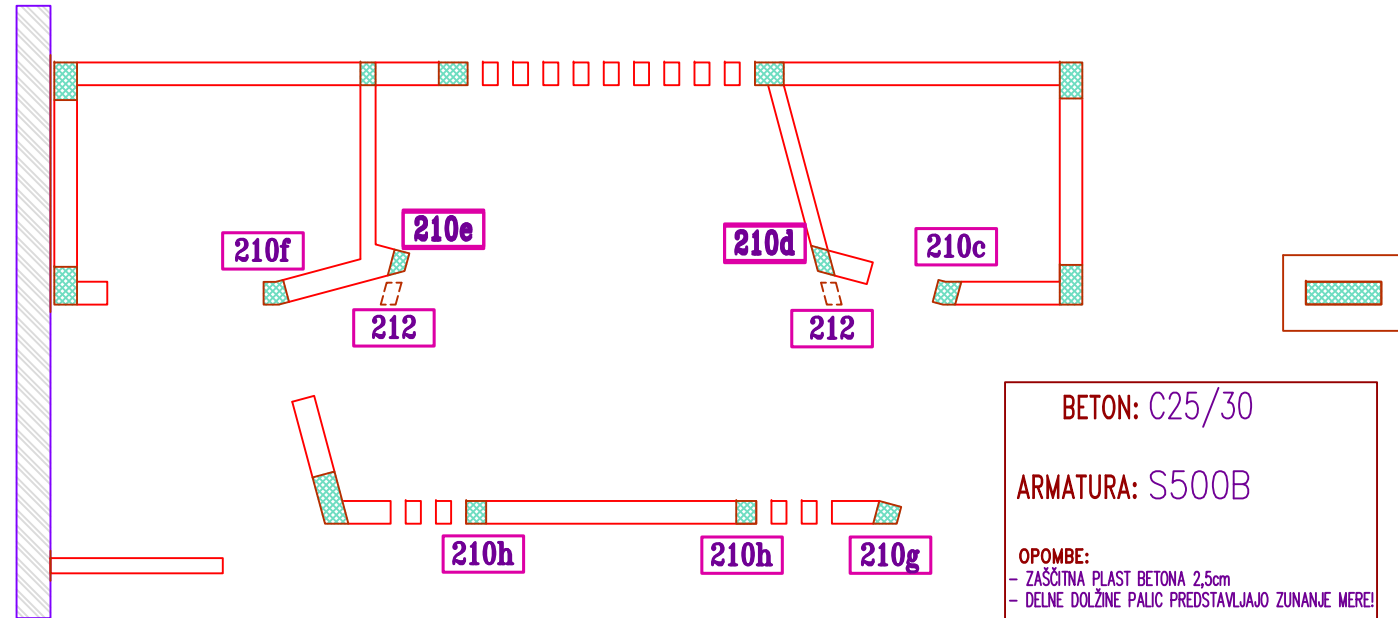 210f
210e
210d
210c
212
212
210h
210h
210g
BETON: C25/30
ARMATURA: S500B
OPOMBE:
- ZAŠČITNA PLAST BETONA 2,5cm
- DELNE DOLŽINE PALIC PREDSTAVLJAJO ZUNANJE MERE!